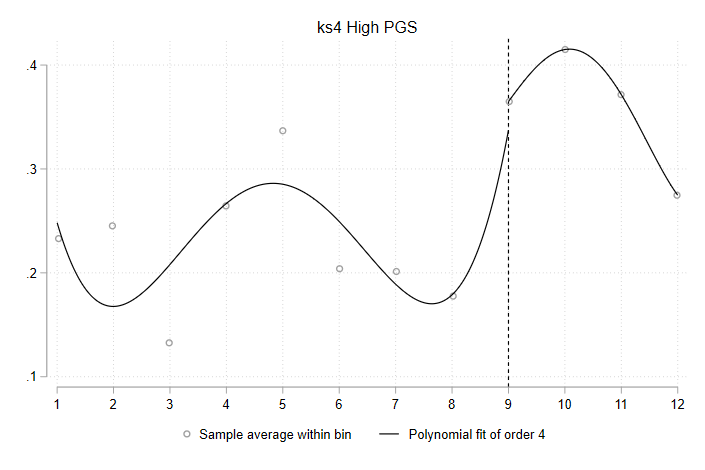 ks4 High PGS
.4
.3
.2
.1
1 2 3 4 5 6 7 8 9 10 11 12
Sample average within bin Polynomial fit of order 4